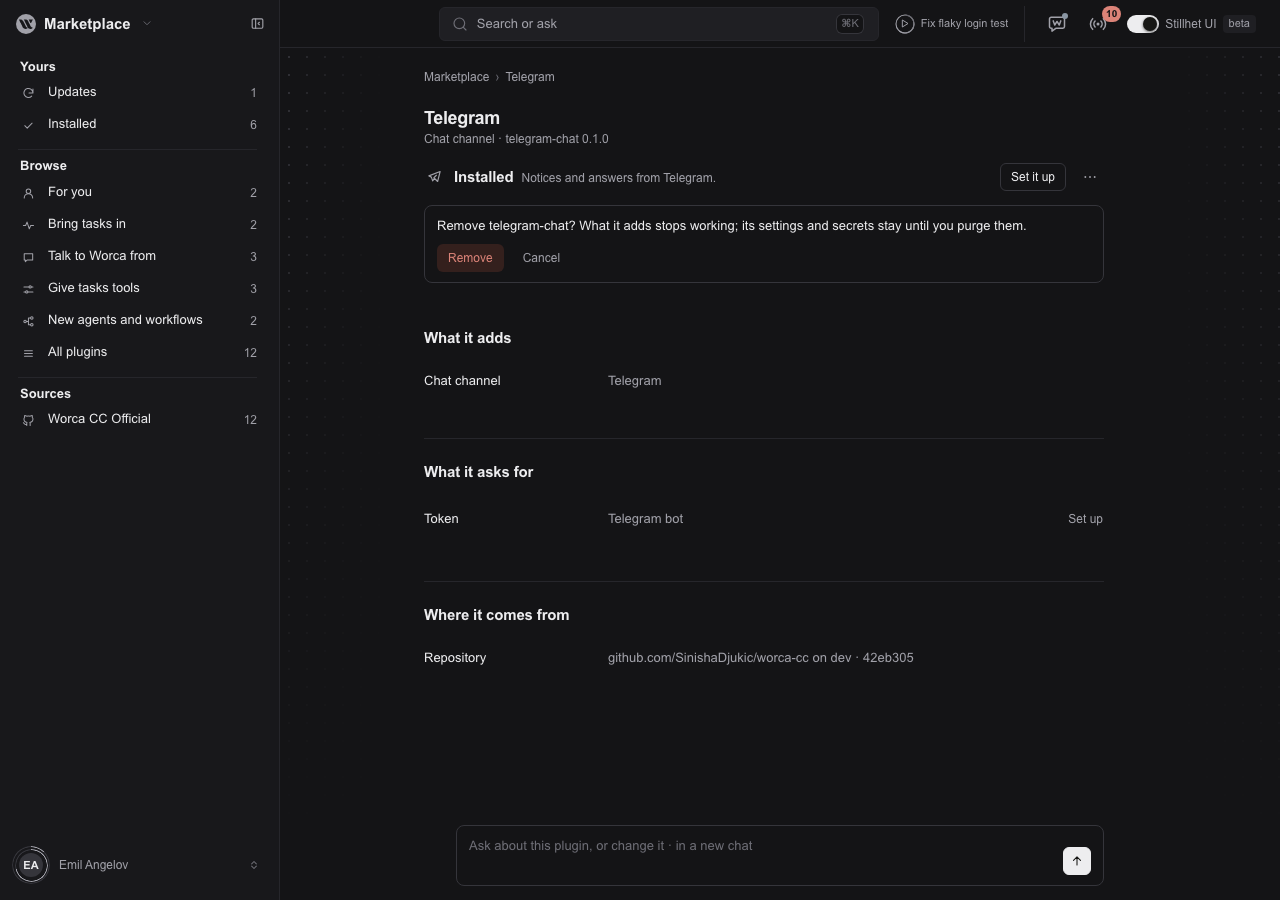 Marketplace
Search or ask
⌘K
Fix flaky login test
10
Stillhet UI
beta
Yours
Updates 1
Installed 6
Browse
For you 2
Bring tasks in 2
Talk to Worca from 3
Give tasks tools 3
New agents and workflows 2
All plugins 12
Sources
Worca CC Official 12
EA
Emil Angelov
Marketplace › Telegram
Telegram
Chat channel · telegram-chat 0.1.0
Installed Notices and answers from Telegram.
Set it up
Remove telegram-chat? What it adds stops working; its settings and secrets stay until you purge them.
Remove Cancel
What it adds
Chat channel Telegram
What it asks for
Token Telegram bot Set up
Where it comes from
Repository github.com/SinishaDjukic/worca-cc on dev · 42eb305
Ask about this plugin, or change it · in a new chat